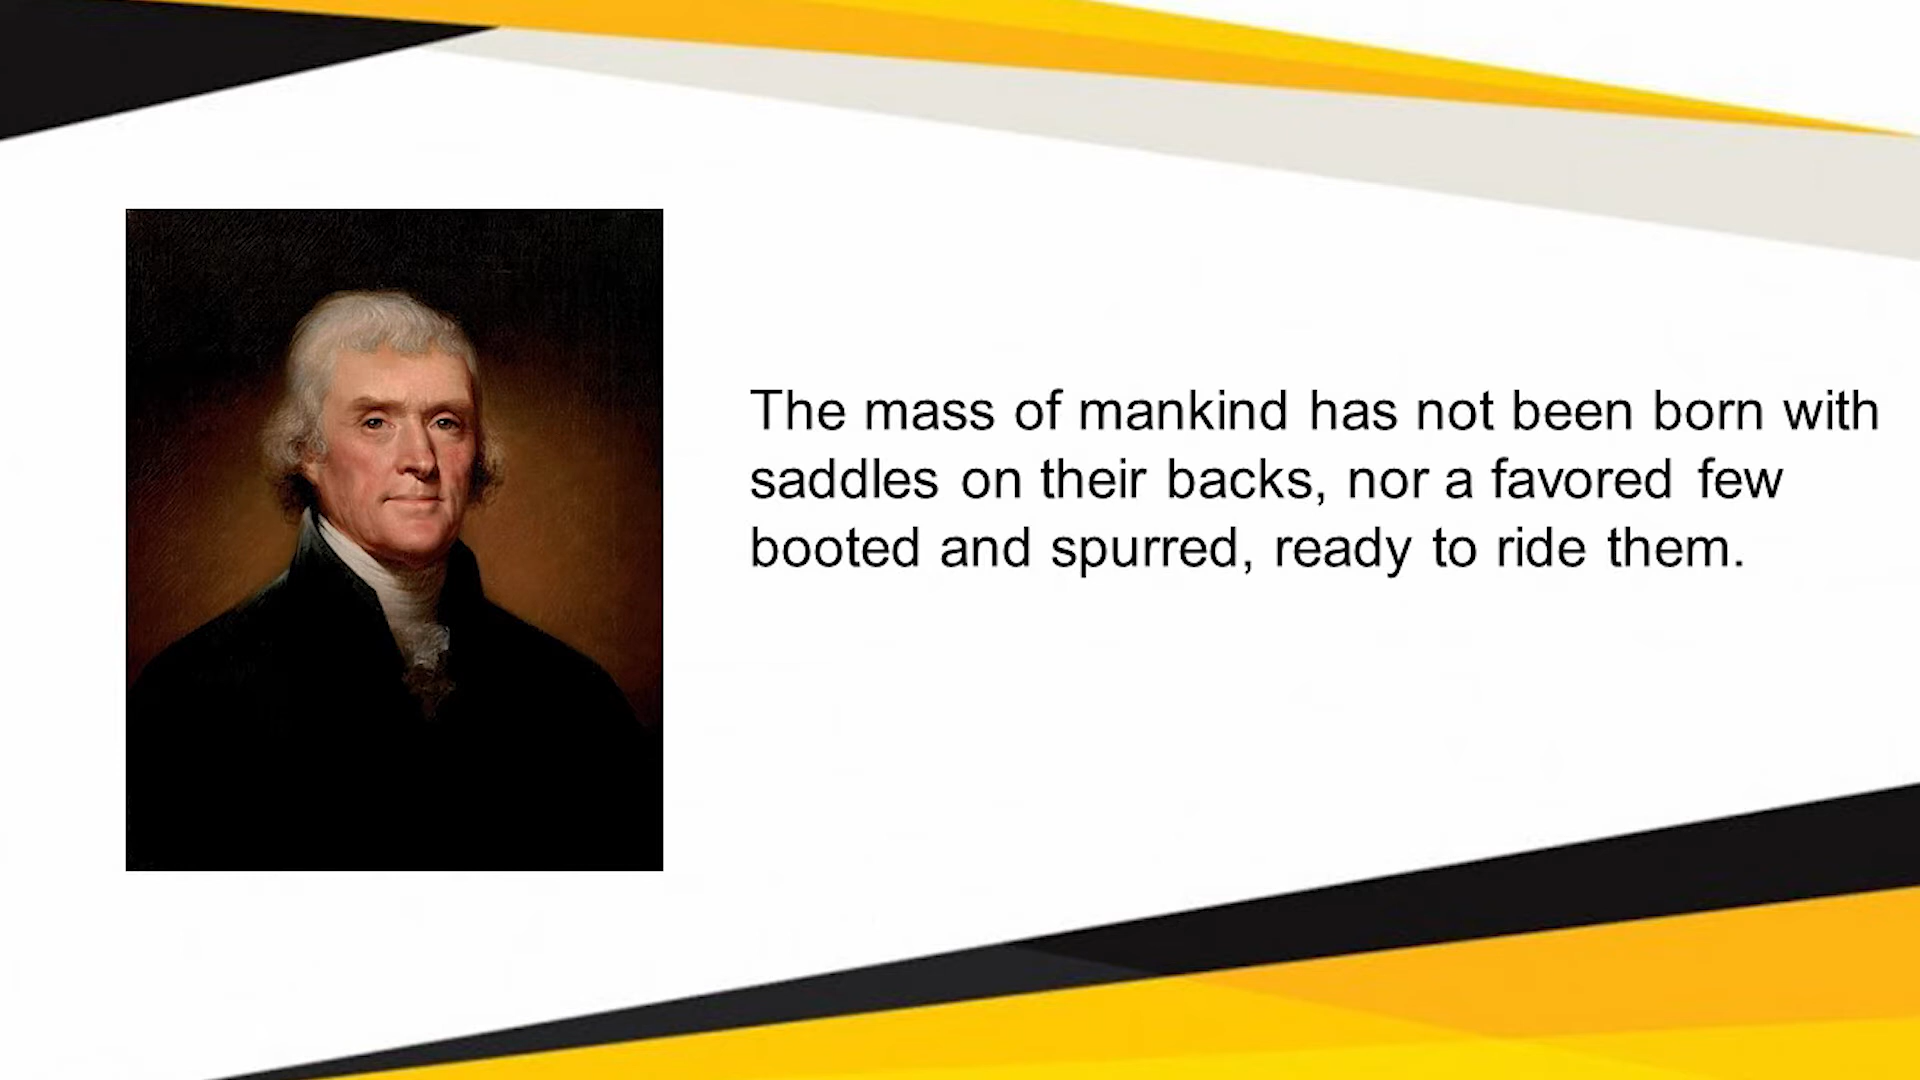 The mass of mankind has not been born with
saddles on their backs, nor a favored few
booted and spurred, ready to ride them.